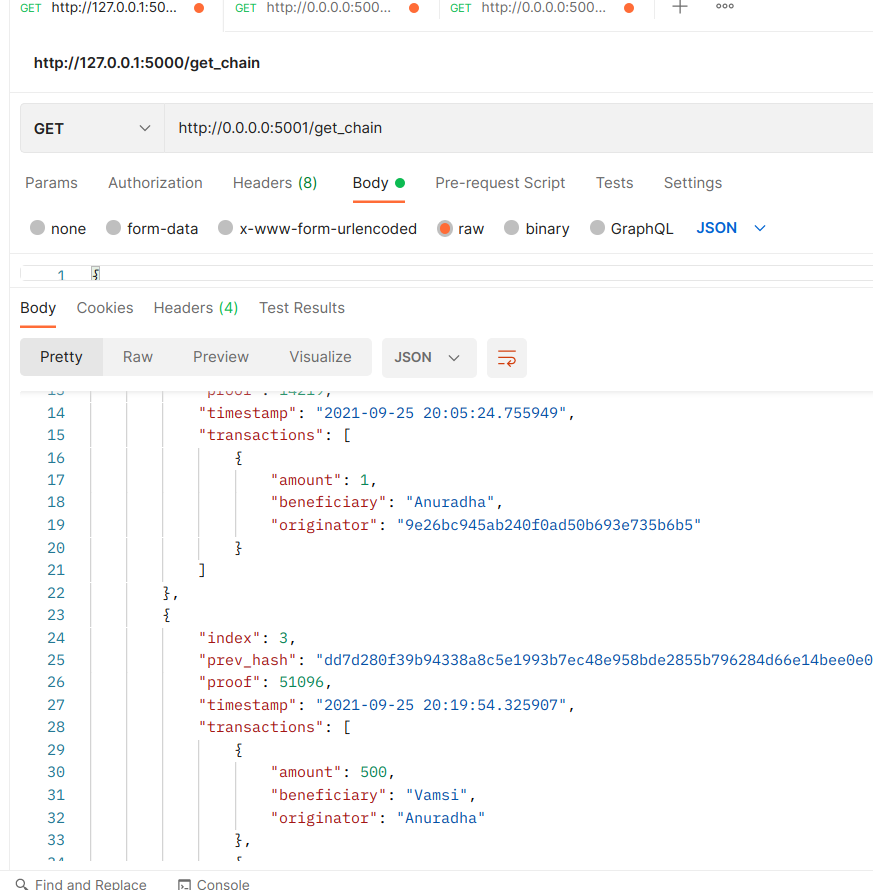 GET http://127.0.0.1:50... GET http://0.0.0.0:500... GET http://0.0.0.0:500...
http://127.0.0.1:5000/get_chain
GET http://0.0.0.0:5001/get_chain
Params Authorization Headers (8) Body Pre-request Script Tests Settings
none form-data x-www-form-urlencoded raw binary GraphQL JSON
1 {
Body Cookies Headers (4) Test Results
Pretty Raw Preview Visualize JSON
13 "proof": 14219,
14 "timestamp": "2021-09-25 20:05:24.755949",
15 "transactions": [
16 {
17 "amount": 1,
18 "beneficiary": "Anuradha",
19 "originator": "9e26bc945ab240f0ad50b693e735b6b5"
20 }
21 ]
22 },
23 {
24 "index": 3,
25 "prev_hash": "dd7d280f39b94338a8c5e1993b7ec48e958bde2855b796284d66e14bee0e0
26 "proof": 51096,
27 "timestamp": "2021-09-25 20:19:54.325907",
28 "transactions": [
29 {
30 "amount": 500,
31 "beneficiary": "Vamsi",
32 "originator": "Anuradha"
33 },
34 {
Find and Replace Console